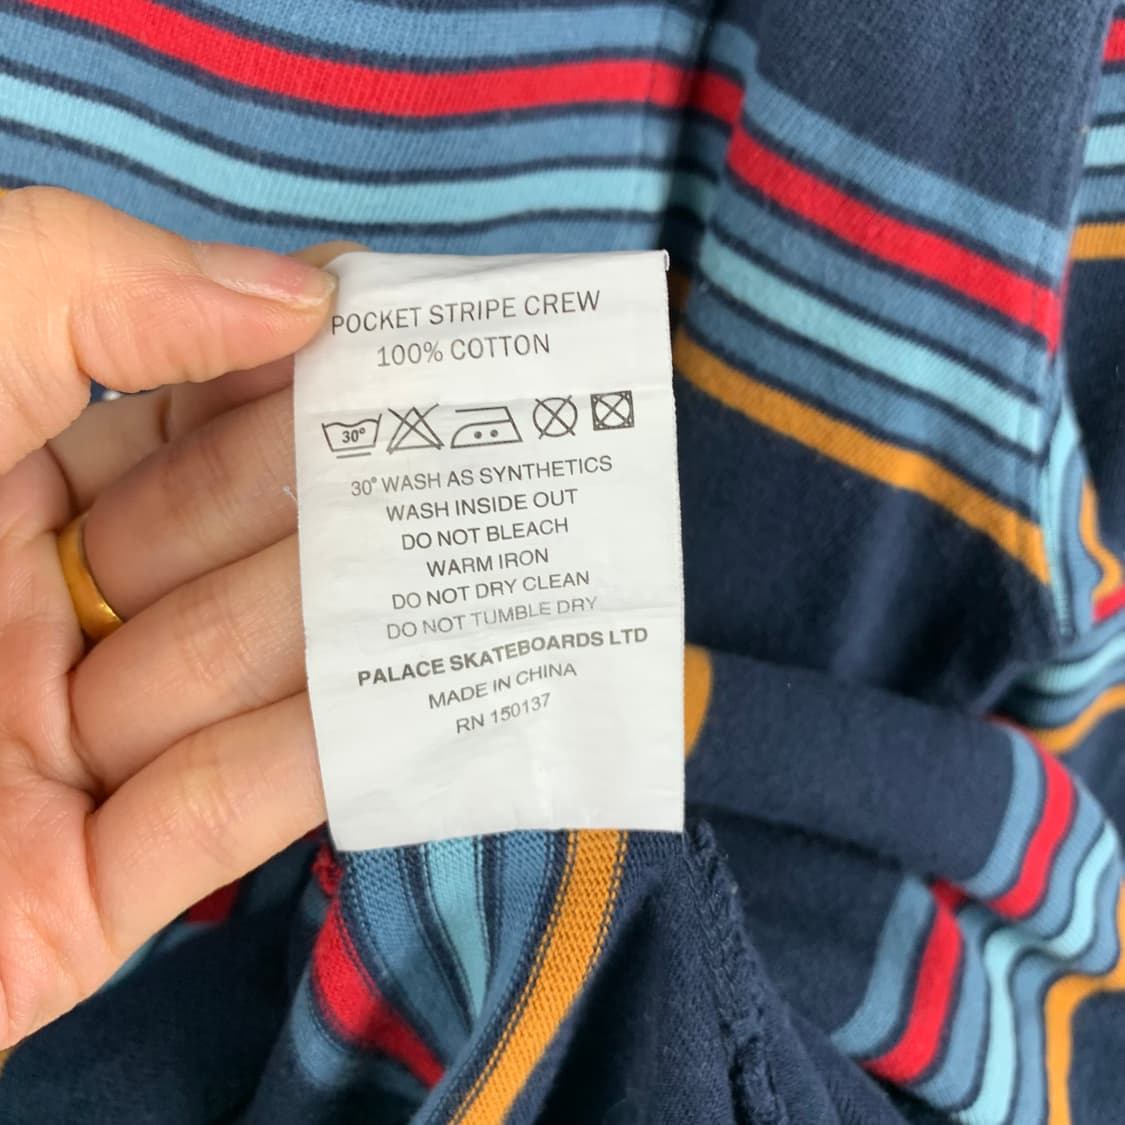 POCKET STRIPE CREW
100% COTTON
30°
30° WASH AS SYNTHETICS
WASH INSIDE OUT
DO NOT BLEACH
WARM IRON
DO NOT DRY CLEAN
DO NOT TUMBLE DRY
PALACE SKATEBOARDS LTD
MADE IN CHINA
RN 150137